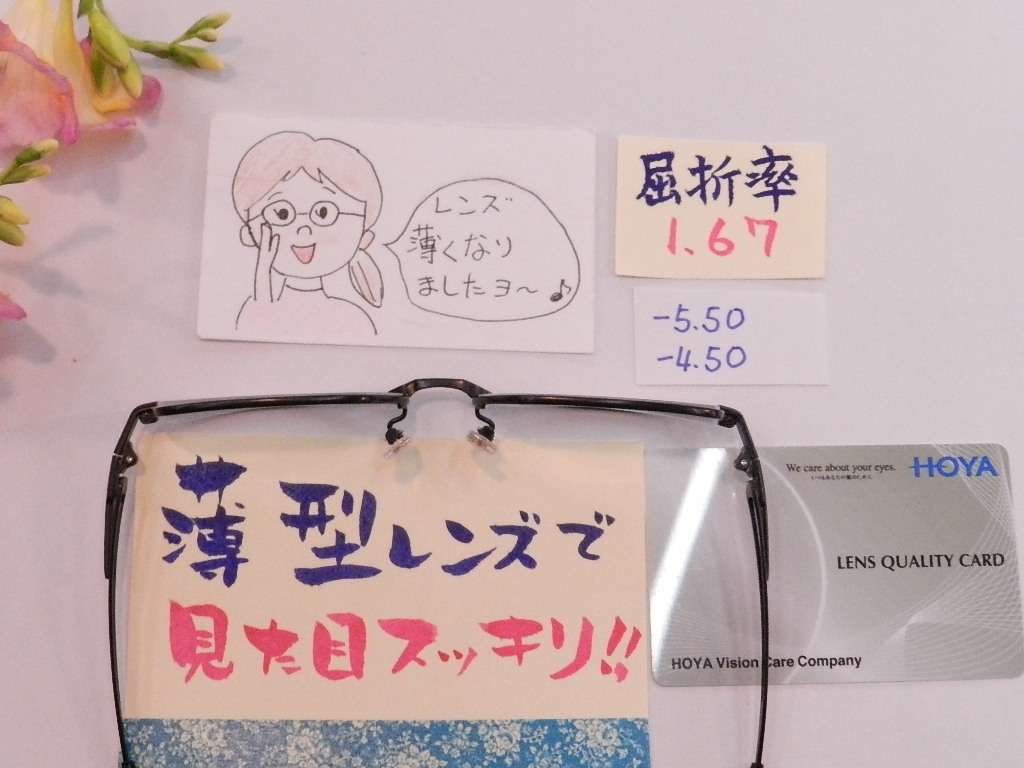 レンズ
薄くなり
ましたヨ〜♪
屈折率
1.67
-5.50
-4.50
薄型レンズで
見た目スッキリ!!
We care about your eyes.
HOYA
LENS QUALITY CARD
HOYA Vision Care Company